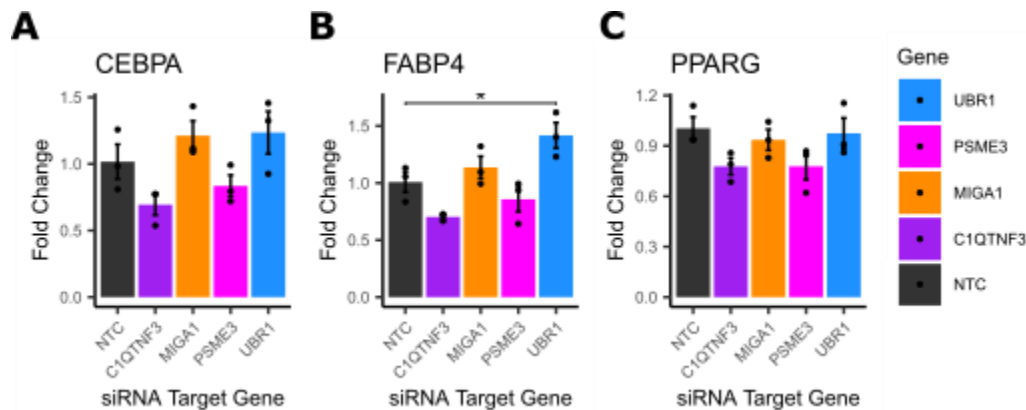 A
B
C
CEBPA
FABP4
PPARG
Fold Change
1.5
1.0
0.5
0.0
NTC
C1QTNF3
MIGA1
PSME3
UBR1
siRNA Target Gene
Fold Change
1.5
1.0
0.5
0.0
*
NTC
C1QTNF3
MIGA1
PSME3
UBR1
siRNA Target Gene
Fold Change
1.2
0.9
0.6
0.3
0.0
NTC
C1QTNF3
MIGA1
PSME3
UBR1
siRNA Target Gene
Gene
UBR1
PSME3
MIGA1
C1QTNF3
NTC